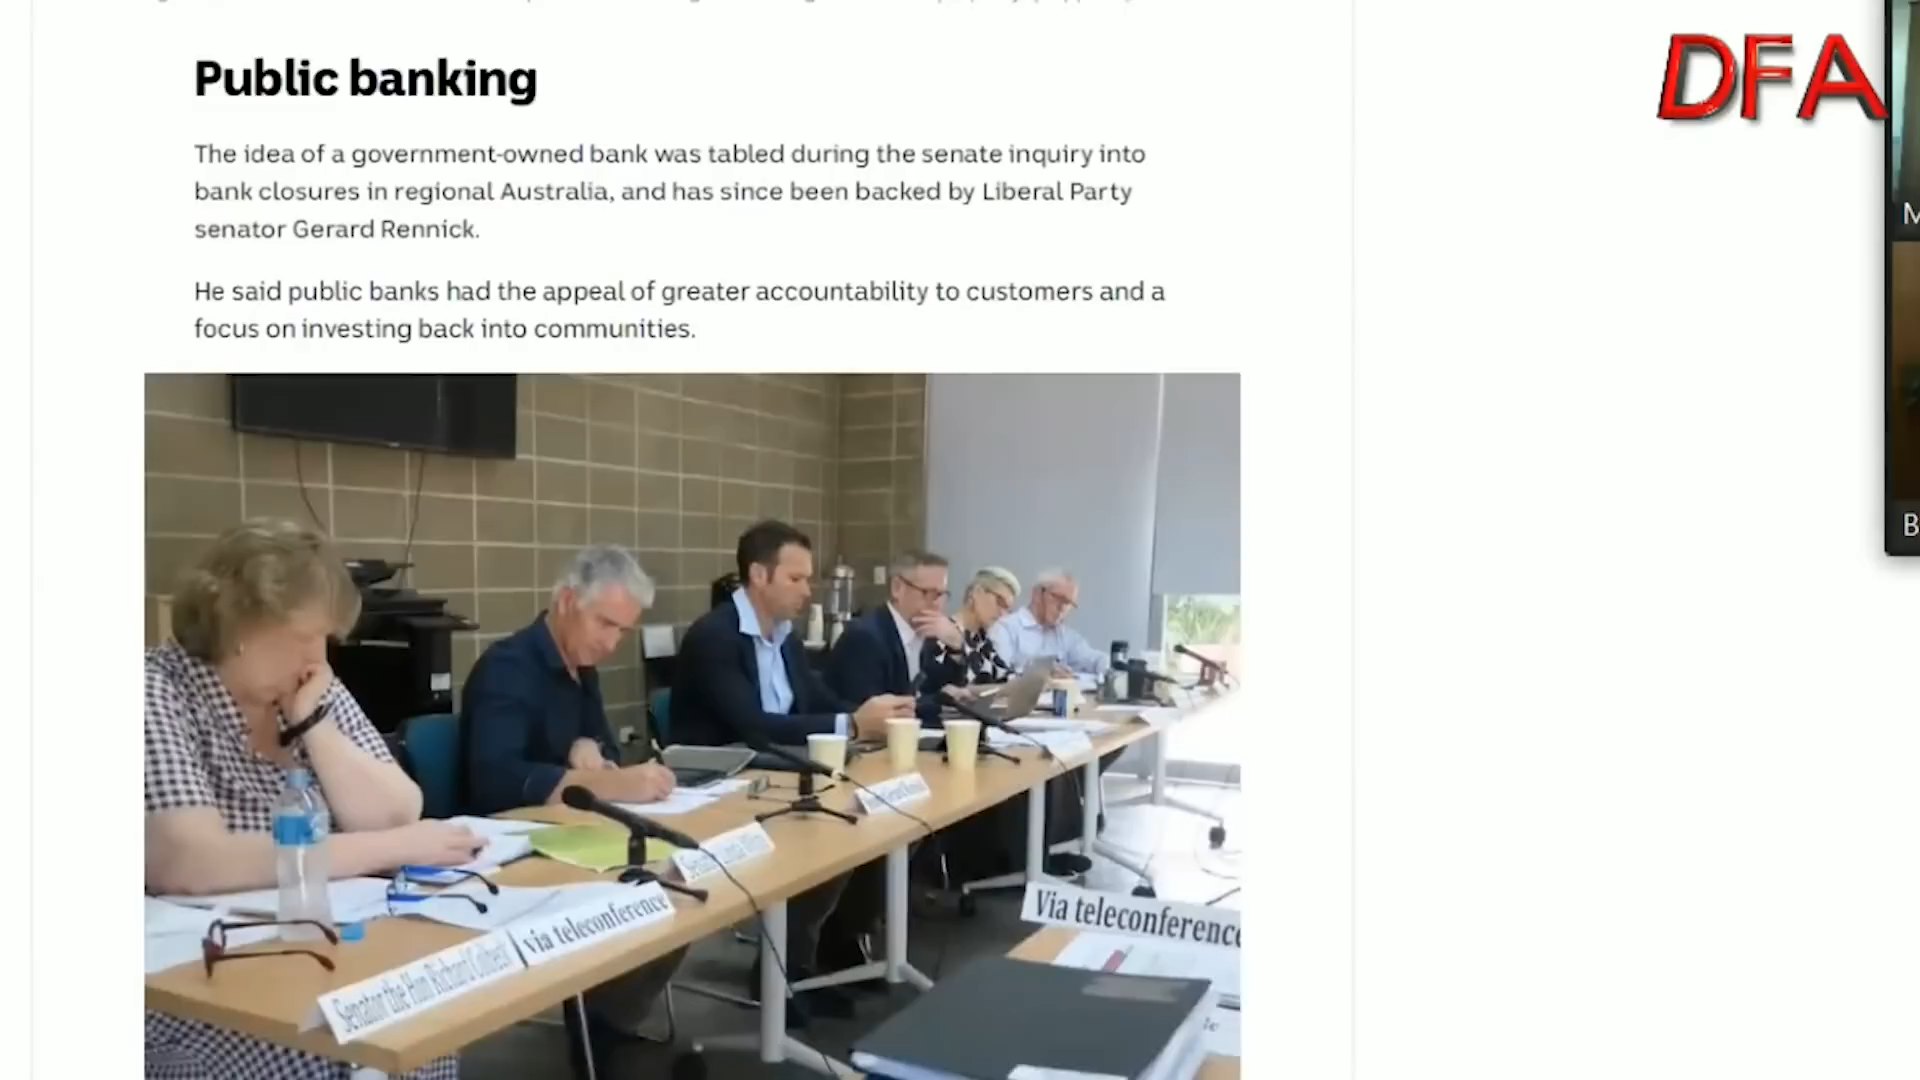 DFA
Public banking
The idea of a government-owned bank was tabled during the senate inquiry into
bank closures in regional Australia, and has since been backed by Liberal Party
senator Gerard Rennick.
He said public banks had the appeal of greater accountability to customers and a
focus on investing back into communities.
Senator the Hon Richard Colbeck via teleconference
Senator
Via teleconference
M
B